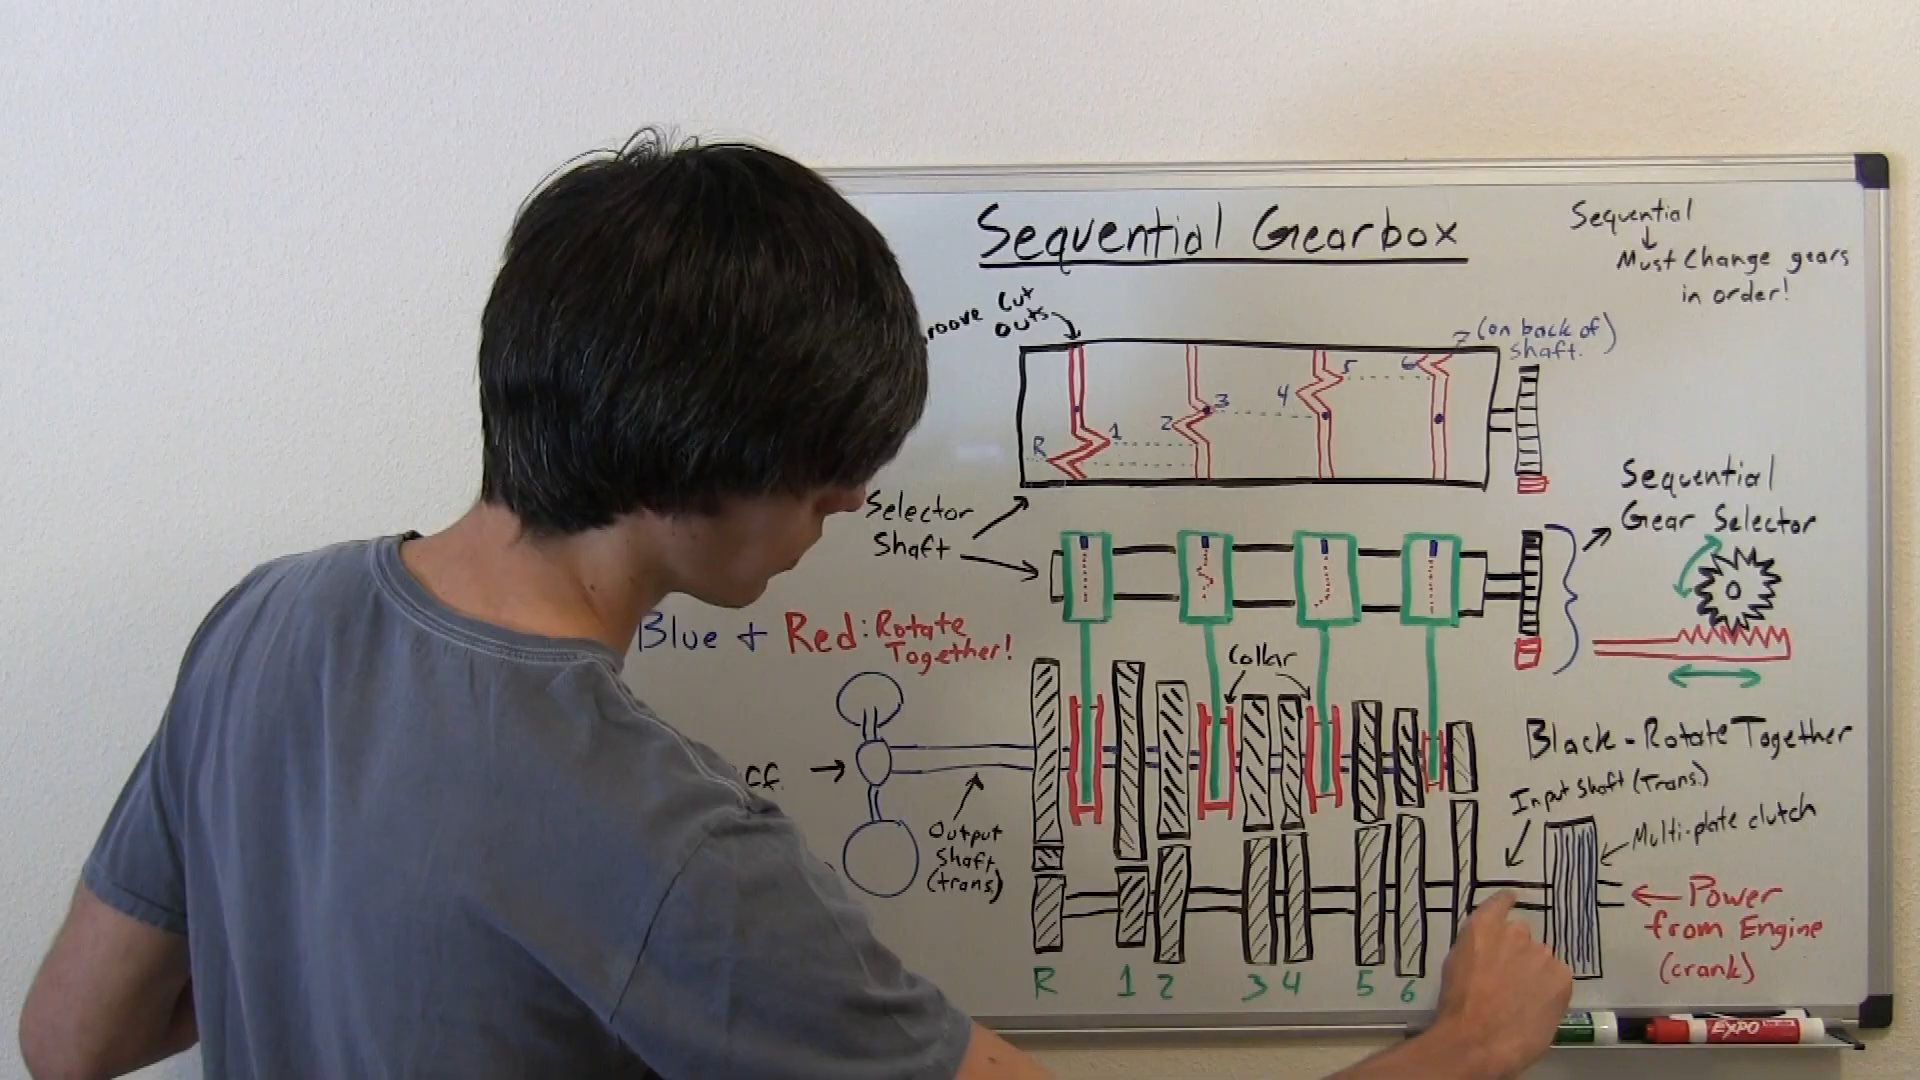 Sequential Gearbox
Sequential
Must Change gears
in order!
Cut
Outs
7 (on back of)
shaft.
R 1 2 3 4 5 6
Selector
Shaft
Sequential
Gear Selector
Blue + Red: Rotate
Together!
Collar
Black - Rotate Together
Input Shaft (Trans.)
Multi-plate clutch
Output
Shaft
(trans)
Power
from Engine
(crank)
R 1 2 3 4 5 6
EXPO